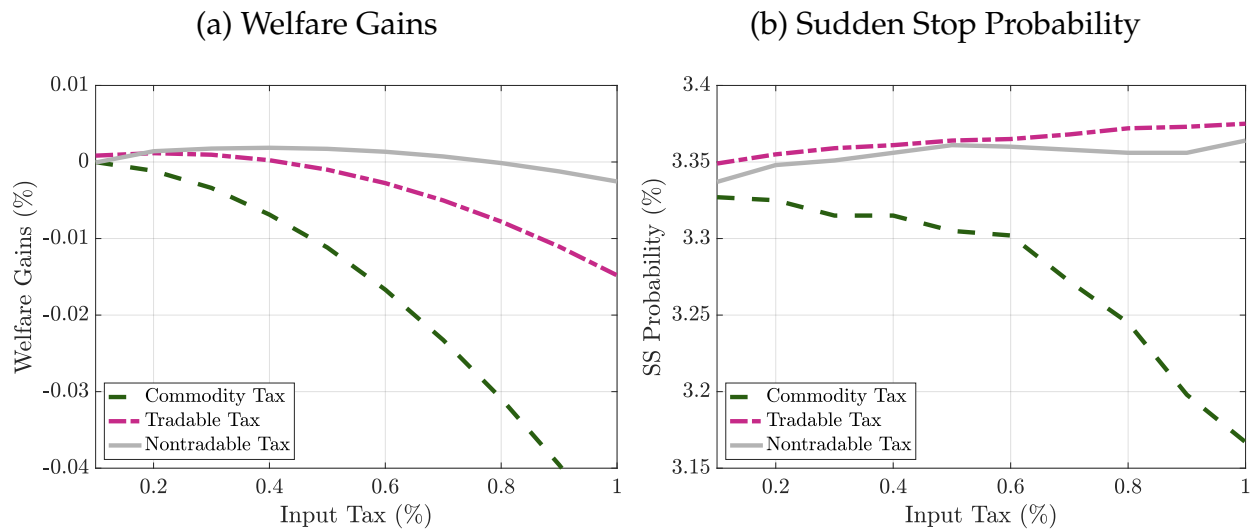 (a) Welfare Gains
0.01
0
-0.01
-0.02
-0.03
-0.04
Welfare Gains (%)
Commodity Tax
Tradable Tax
Nontradable Tax
0.2 0.4 0.6 0.8 1
Input Tax (%)
(b) Sudden Stop Probability
3.4
3.35
3.3
3.25
3.2
3.15
SS Probability (%)
Commodity Tax
Tradable Tax
Nontradable Tax
0.2 0.4 0.6 0.8 1
Input Tax (%)